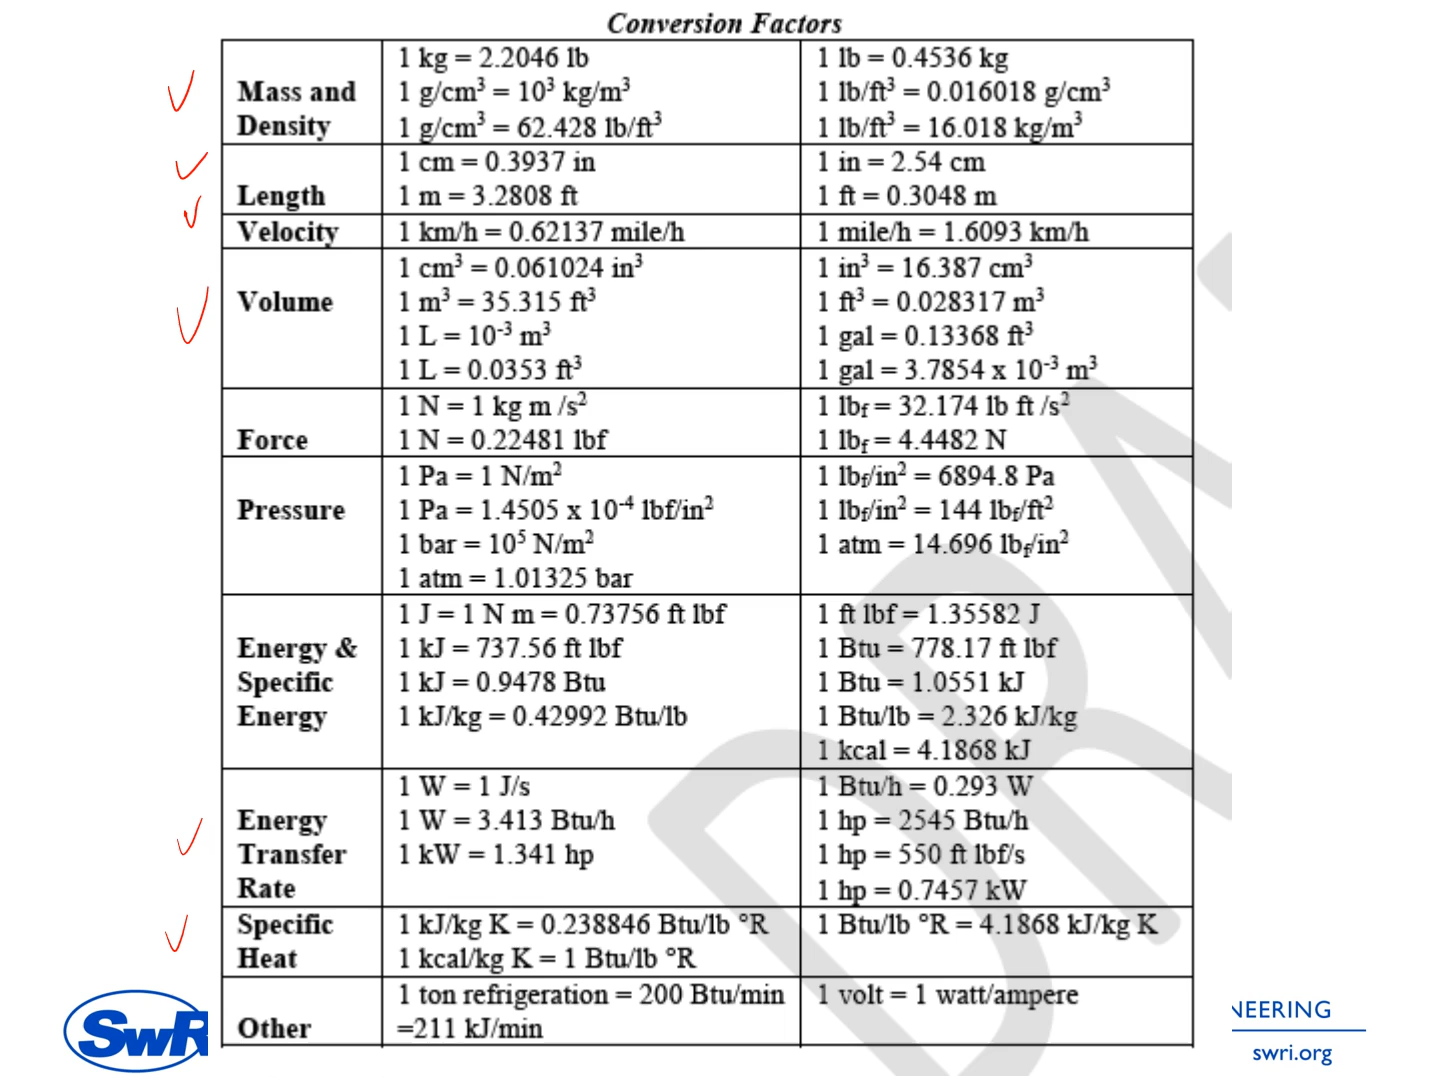 Conversion Factors
Mass and
Density
1 kg = 2.2046 lb
1 g/cm³ = 10³ kg/m³
1 g/cm³ = 62.428 lb/ft³
1 lb = 0.4536 kg
1 lb/ft³ = 0.016018 g/cm³
1 lb/ft³ = 16.018 kg/m³
Length
1 cm = 0.3937 in
1 m = 3.2808 ft
1 in = 2.54 cm
1 ft = 0.3048 m
Velocity
1 km/h = 0.62137 mile/h
1 mile/h = 1.6093 km/h
Volume
1 cm³ = 0.061024 in³
1 m³ = 35.315 ft³
1 L = 10⁻³ m³
1 L = 0.0353 ft³
1 in³ = 16.387 cm³
1 ft³ = 0.028317 m³
1 gal = 0.13368 ft³
1 gal = 3.7854 x 10⁻³ m³
Force
1 N = 1 kg m /s²
1 N = 0.22481 lbf
1 lbf = 32.174 lb ft /s²
1 lbf = 4.4482 N
Pressure
1 Pa = 1 N/m²
1 Pa = 1.4505 x 10⁻⁴ lbf/in²
1 bar = 10⁵ N/m²
1 atm = 1.01325 bar
1 lbf/in² = 6894.8 Pa
1 lbf/in² = 144 lbf/ft²
1 atm = 14.696 lbf/in²
Energy &
Specific
Energy
1 J = 1 N m = 0.73756 ft lbf
1 kJ = 737.56 ft lbf
1 kJ = 0.9478 Btu
1 kJ/kg = 0.42992 Btu/lb
1 ft lbf = 1.35582 J
1 Btu = 778.17 ft lbf
1 Btu = 1.0551 kJ
1 Btu/lb = 2.326 kJ/kg
1 kcal = 4.1868 kJ
Energy
Transfer
Rate
1 W = 1 J/s
1 W = 3.413 Btu/h
1 kW = 1.341 hp
1 Btu/h = 0.293 W
1 hp = 2545 Btu/h
1 hp = 550 ft lbf/s
1 hp = 0.7457 kW
Specific
Heat
1 kJ/kg K = 0.238846 Btu/lb °R
1 kcal/kg K = 1 Btu/lb °R
1 Btu/lb °R = 4.1868 kJ/kg K
Other
1 ton refrigeration = 200 Btu/min
=211 kJ/min
1 volt = 1 watt/ampere
DRA
SwR
NEERING
swri.org